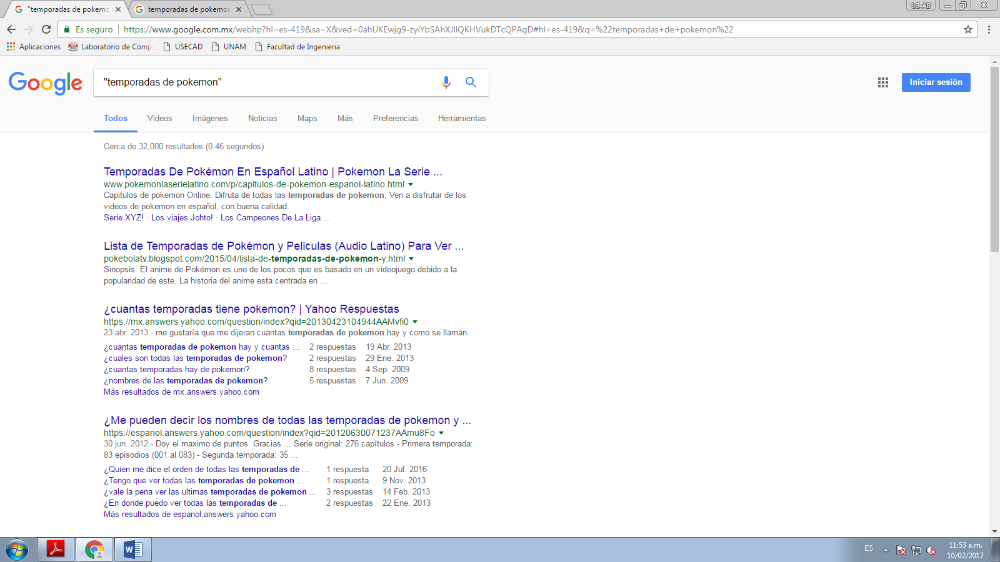 "temporadas de pokemo
temporadas de pokemon
LC-AB
Es seguro
https://www.google.com.mx/webhp?hl=es-419&sa=X&ved=0ahUKEwjg9-zyiYbSAhXJIlQKHVukDTcQPAgD#hl=es-419&q=%22temporadas+de+pokemon%22
Aplicaciones
Laboratorio de Compu
USECAD
UNAM
Facultad de Ingenieria
Google
"temporadas de pokemon"
Iniciar sesión
Todos
Videos
Imágenes
Noticias
Maps
Más
Preferencias
Herramientas
Cerca de 32,000 resultados (0.46 segundos)
Temporadas De Pokémon En Español Latino | Pokemon La Serie ...
www.pokemonlaserielatino.com/p/capitulos-de-pokemon-espanol-latino.html
Capitulos de pokemon Online. Difruta de todas las temporadas de pokemon, Ven a disfrutar de los
videos de pokemon en español, con buena calidad.
Serie XYZ! · Los viajes Johto! · Los Campeones De La Liga ...
Lista de Temporadas de Pokémon y Peliculas (Audio Latino) Para Ver ...
pokebolatv.blogspot.com/2015/04/lista-de-temporadas-de-pokemon-y.html
Sinopsis: El anime de Pokémon es uno de los pocos que es basado en un videojuego debido a la
popularidad de este. La historia del anime esta centrada en ...
¿cuantas temporadas tiene pokemon? | Yahoo Respuestas
https://mx.answers.yahoo.com/question/index?qid=20130423104944AAMvfi0
23 abr. 2013 - me gustaría que me dijeran cuantas temporadas de pokemon hay y como se llaman.
¿cuantas temporadas de pokemon hay y cuantas ... 2 respuestas 19 Abr. 2013
¿cuales son todas las temporadas de pokemon? 2 respuestas 29 Ene. 2013
¿cuantas temporadas hay de pokemon? 8 respuestas 4 Sep. 2009
¿nombres de las temporadas de pokemon? 5 respuestas 7 Jun. 2009
Más resultados de mx.answers.yahoo.com
¿Me pueden decir los nombres de todas las temporadas de pokemon y ...
https://espanol.answers.yahoo.com/question/index?qid=20120630071237AAmu8Fo
30 jun. 2012 - Doy el maximo de puntos. Gracias ... Serie original: 276 capítulos - Primera temporada:
83 episodios (001 al 083) - Segunda temporada: 35 ...
¿Quien me dice el orden de todas las temporadas de ... 1 respuesta 20 Jul. 2016
¿Tengo que ver todas las temporadas de pokemon ... 1 respuesta 9 Nov. 2013
¿vale la pena ver las ultimas temporadas de pokemon ... 3 respuestas 14 Feb. 2013
¿En donde puedo ver todas las temporadas de ... 2 respuestas 22 Ene. 2013
Más resultados de espanol.answers.yahoo.com
ES
11:53 a.m.
10/02/2017